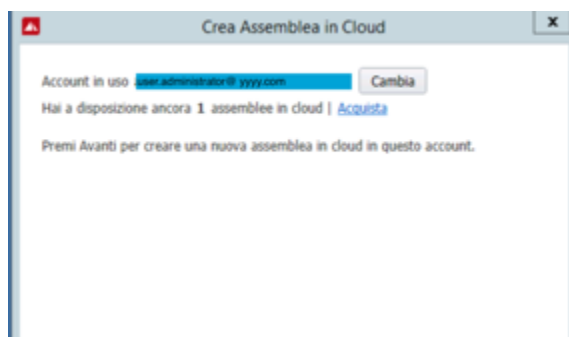 Crea Assemblea in Cloud
x
Account in uso user.administrator@ yyyy.com Cambia
Hai a disposizione ancora 1 assemblee in cloud | Acquista
Premi Avanti per creare una nuova assemblea in cloud in questo account.